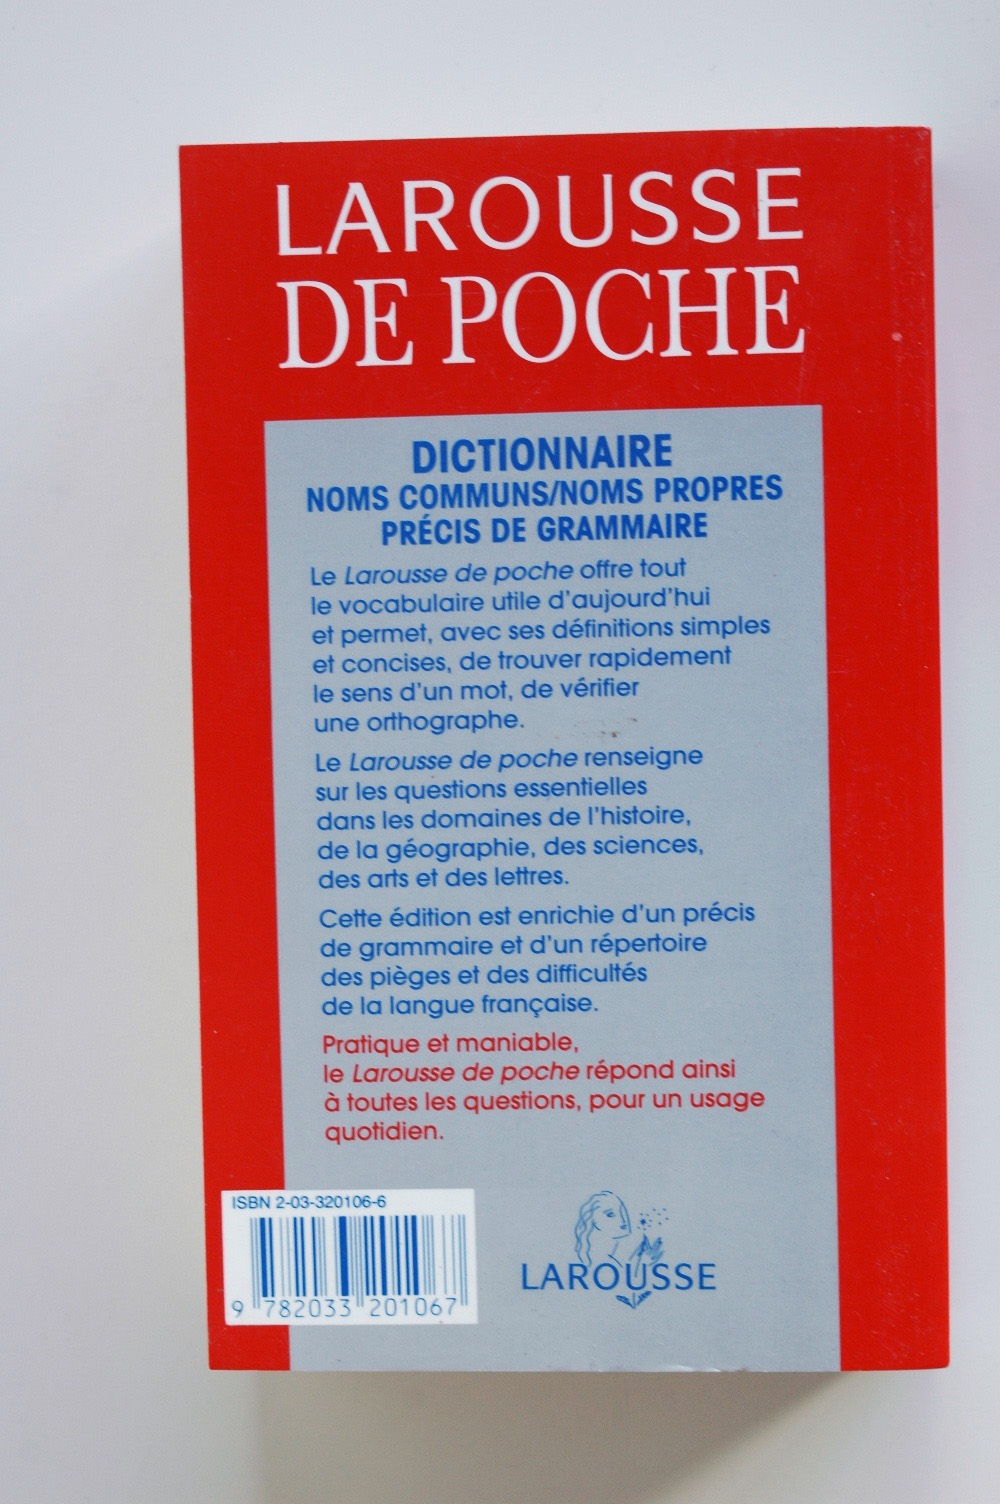 LAROUSSE
DE POCHE
DICTIONNAIRE
NOMS COMMUNS/NOMS PROPRES
PRÉCIS DE GRAMMAIRE
Le Larousse de poche offre tout
le vocabulaire utile d'aujourd'hui
et permet, avec ses définitions simples
et concises, de trouver rapidement
le sens d'un mot, de vérifier
une orthographe.
Le Larousse de poche renseigne
sur les questions essentielles
dans les domaines de l'histoire,
de la géographie, des sciences,
des arts et des lettres.
Cette édition est enrichie d'un précis
de grammaire et d'un répertoire
des pièges et des difficultés
de la langue française.
Pratique et maniable,
le Larousse de poche répond ainsi
à toutes les questions, pour un usage
quotidien.
ISBN 2-03-320106-6
9 782033 201067
LAROUSSE